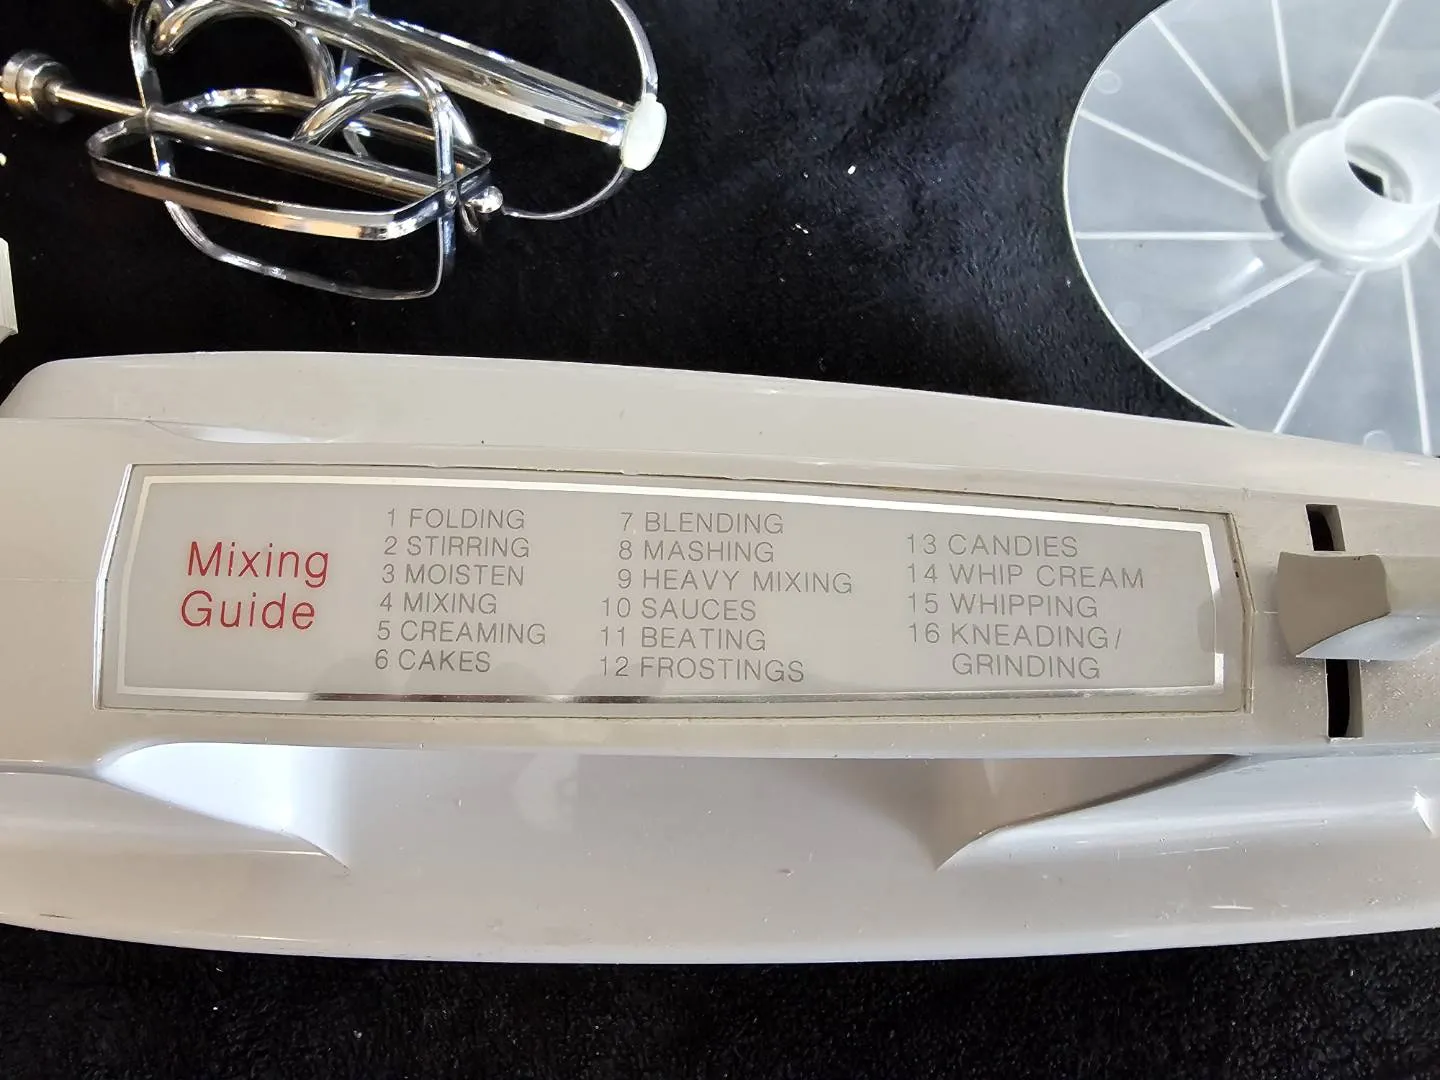 Mixing
Guide
1 FOLDING
2 STIRRING
3 MOISTEN
4 MIXING
5 CREAMING
6 CAKES
7 BLENDING
8 MASHING
9 HEAVY MIXING
10 SAUCES
11 BEATING
12 FROSTINGS
13 CANDIES
14 WHIP CREAM
15 WHIPPING
16 KNEADING/
GRINDING